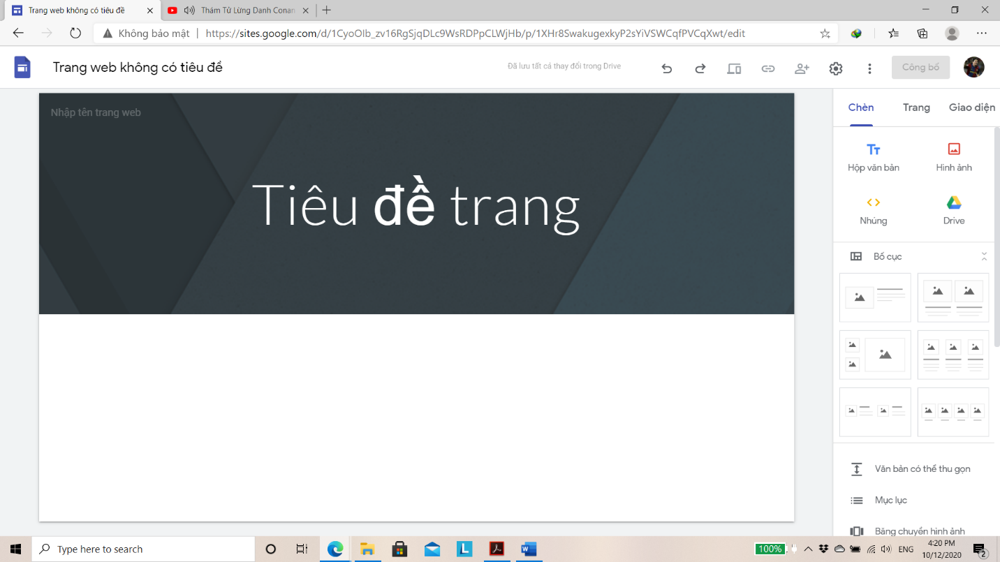 Trang web không có tiêu đề
Thám Tử Lừng Danh Conan
Không bảo mật
https://sites.google.com/d/1CyoOIb_zv16RgSjqDLc9WsRDPpCLWjHb/p/1XHr8SwakugexkyP2sYiVSWCqfPVCqXwt/edit
Trang web không có tiêu đề
Đã lưu tất cả thay đổi trong Drive
Công bố
Nhập tên trang web
Tiêu đề trang
Chèn Trang Giao diện
Hộp văn bản Hình ảnh
Nhúng Drive
Bố cục
Văn bản có thể thu gọn
Mục lục
Băng chuyền hình ảnh
Type here to search
100%
ENG
4:20 PM
10/12/2020
2